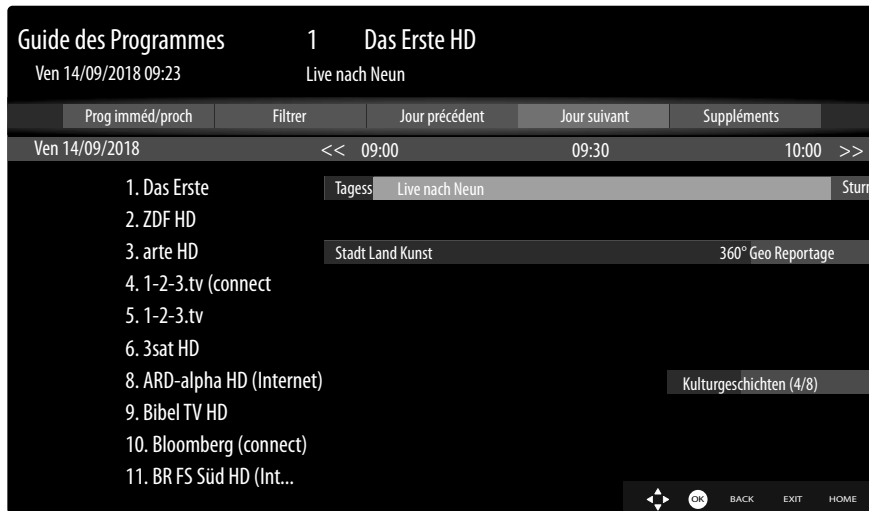 Guide des Programmes 1 Das Erste HD
Ven 14/09/2018 09:23 Live nach Neun
Prog imméd/proch Filtrer Jour précédent Jour suivant Suppléments
Ven 14/09/2018 << 09:00 09:30 10:00 >>
1. Das Erste Tagess Live nach Neun Sturm
2. ZDF HD
3. arte HD Stadt Land Kunst 360° Geo Reportage
4. 1-2-3.tv (connect
5. 1-2-3.tv
6. 3sat HD
8. ARD-alpha HD (Internet) Kulturgeschichten (4/8)
9. Bibel TV HD
10. Bloomberg (connect)
11. BR FS Süd HD (Int...
OK BACK EXIT HOME